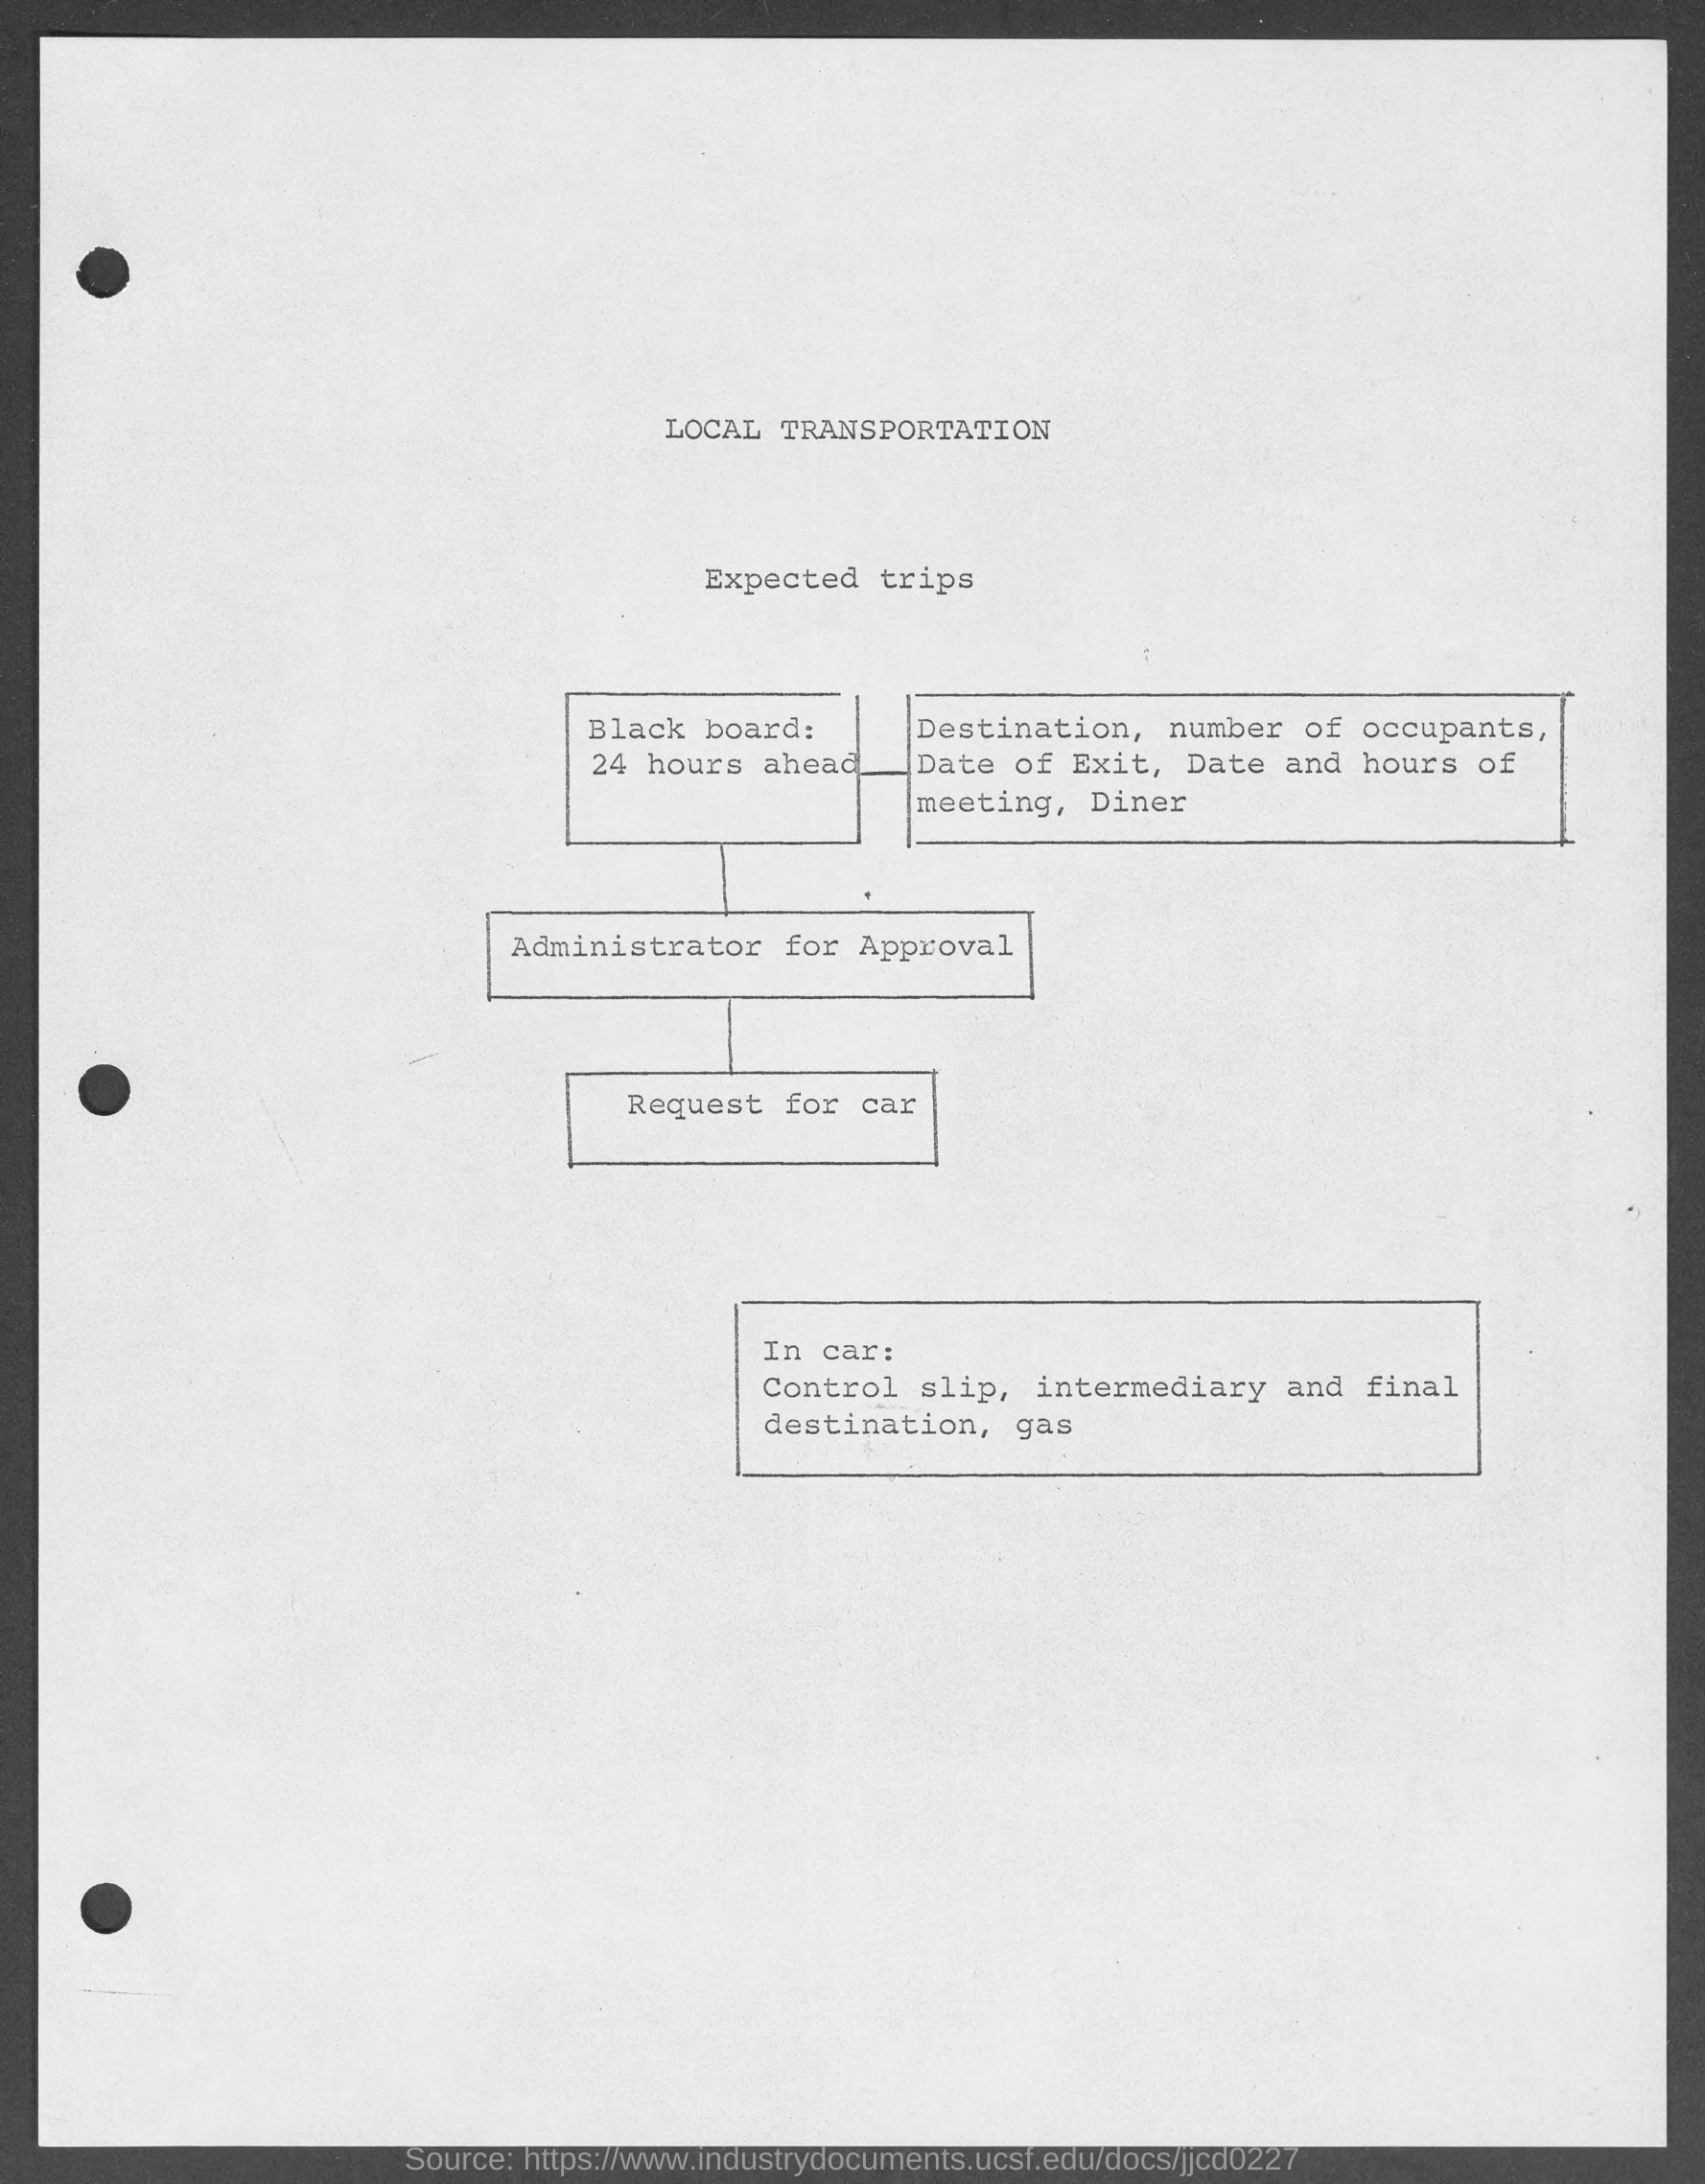 LOCAL TRANSPORTATION
Expected trips
Black board:
24 hours ahead
Destination, number of occupants,
Date of Exit, Date and hours of
meeting, Diner
Administrator for Approval
Request for car
In car:
Control slip, intermediary and final
destination, gas
Source: https://www.industrydocuments.ucsf.edu/docs/jjcd0227